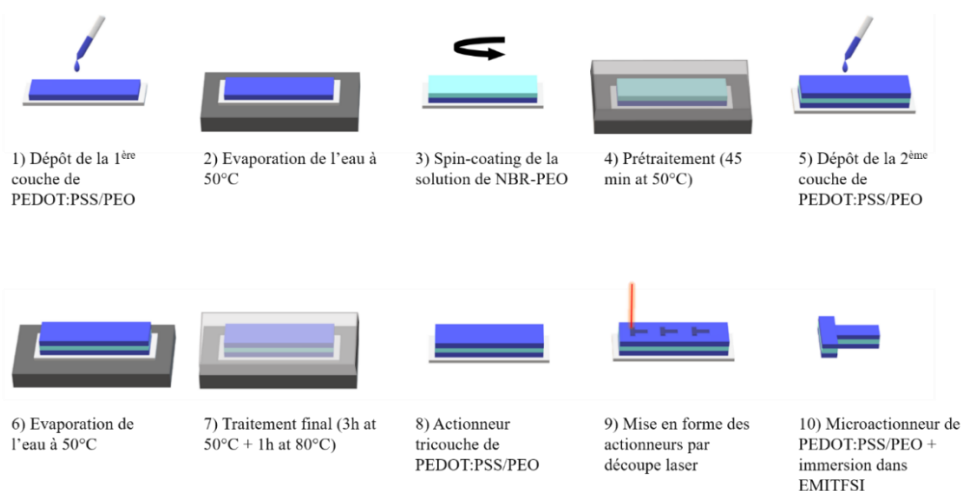 1) Dépôt de la 1ère
couche de
PEDOT:PSS/PEO
2) Evaporation de l’eau à
50°C
3) Spin-coating de la
solution de NBR-PEO
4) Prétraitement (45
min at 50°C)
5) Dépôt de la 2ème
couche de
PEDOT:PSS/PEO
6) Evaporation de
l’eau à 50°C
7) Traitement final (3h at
50°C + 1h at 80°C)
8) Actionneur
tricouche de
PEDOT:PSS/PEO
9) Mise en forme des
actionneurs par
découpe laser
10) Microactionneur de
PEDOT:PSS/PEO +
immersion dans
EMITFSI